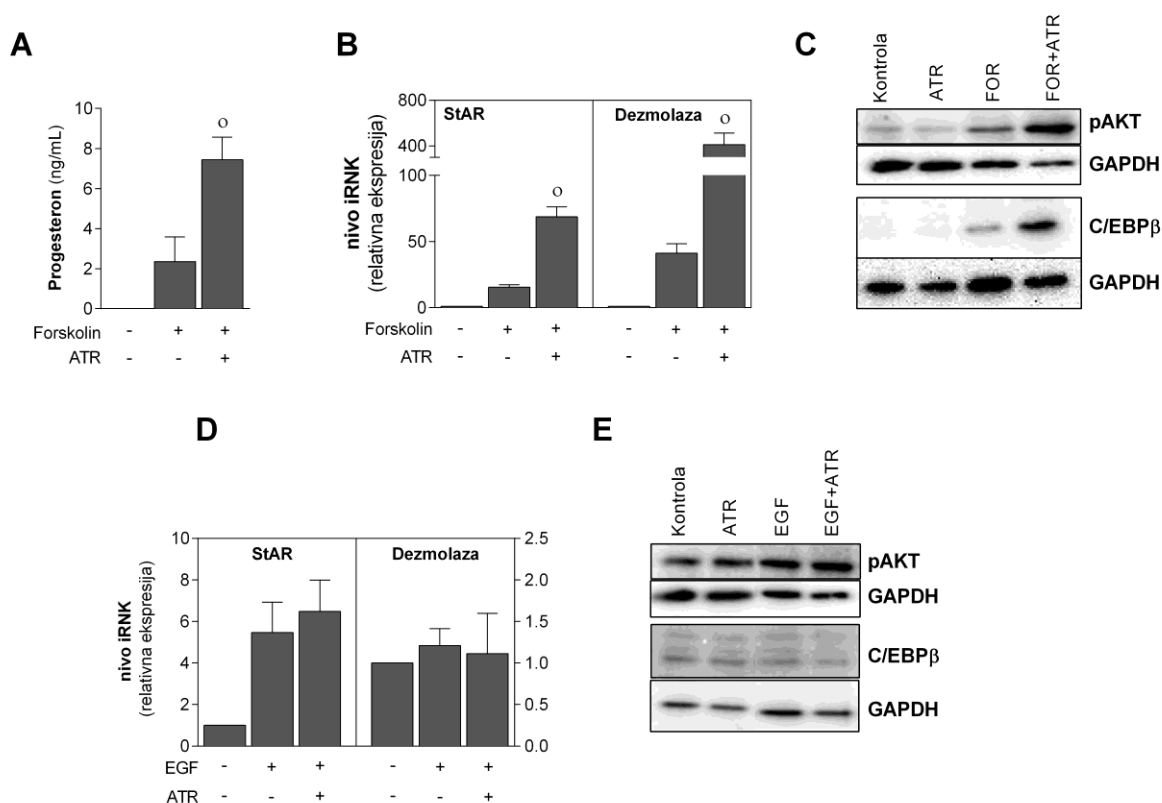 A
Progesteron (ng/mL)
10
8
6
4
2
0
o
Forskolin - + +
ATR - - +
B
nivo iRNK
(relativna ekspresija)
800
400
100
50
0
StAR
Dezmolaza
o
o
Forskolin - + + - + +
ATR - - + - - +
C
Kontrola
ATR
FOR
FOR+ATR
pAKT
GAPDH
C/EBPβ
GAPDH
D
nivo iRNK
(relativna ekspresija)
10
8
6
4
2
0
StAR
Dezmolaza
2.5
2.0
1.5
1.0
0.5
0.0
EGF - + + - + +
ATR - - + - - +
E
Kontrola
ATR
EGF
EGF+ATR
pAKT
GAPDH
C/EBPβ
GAPDH